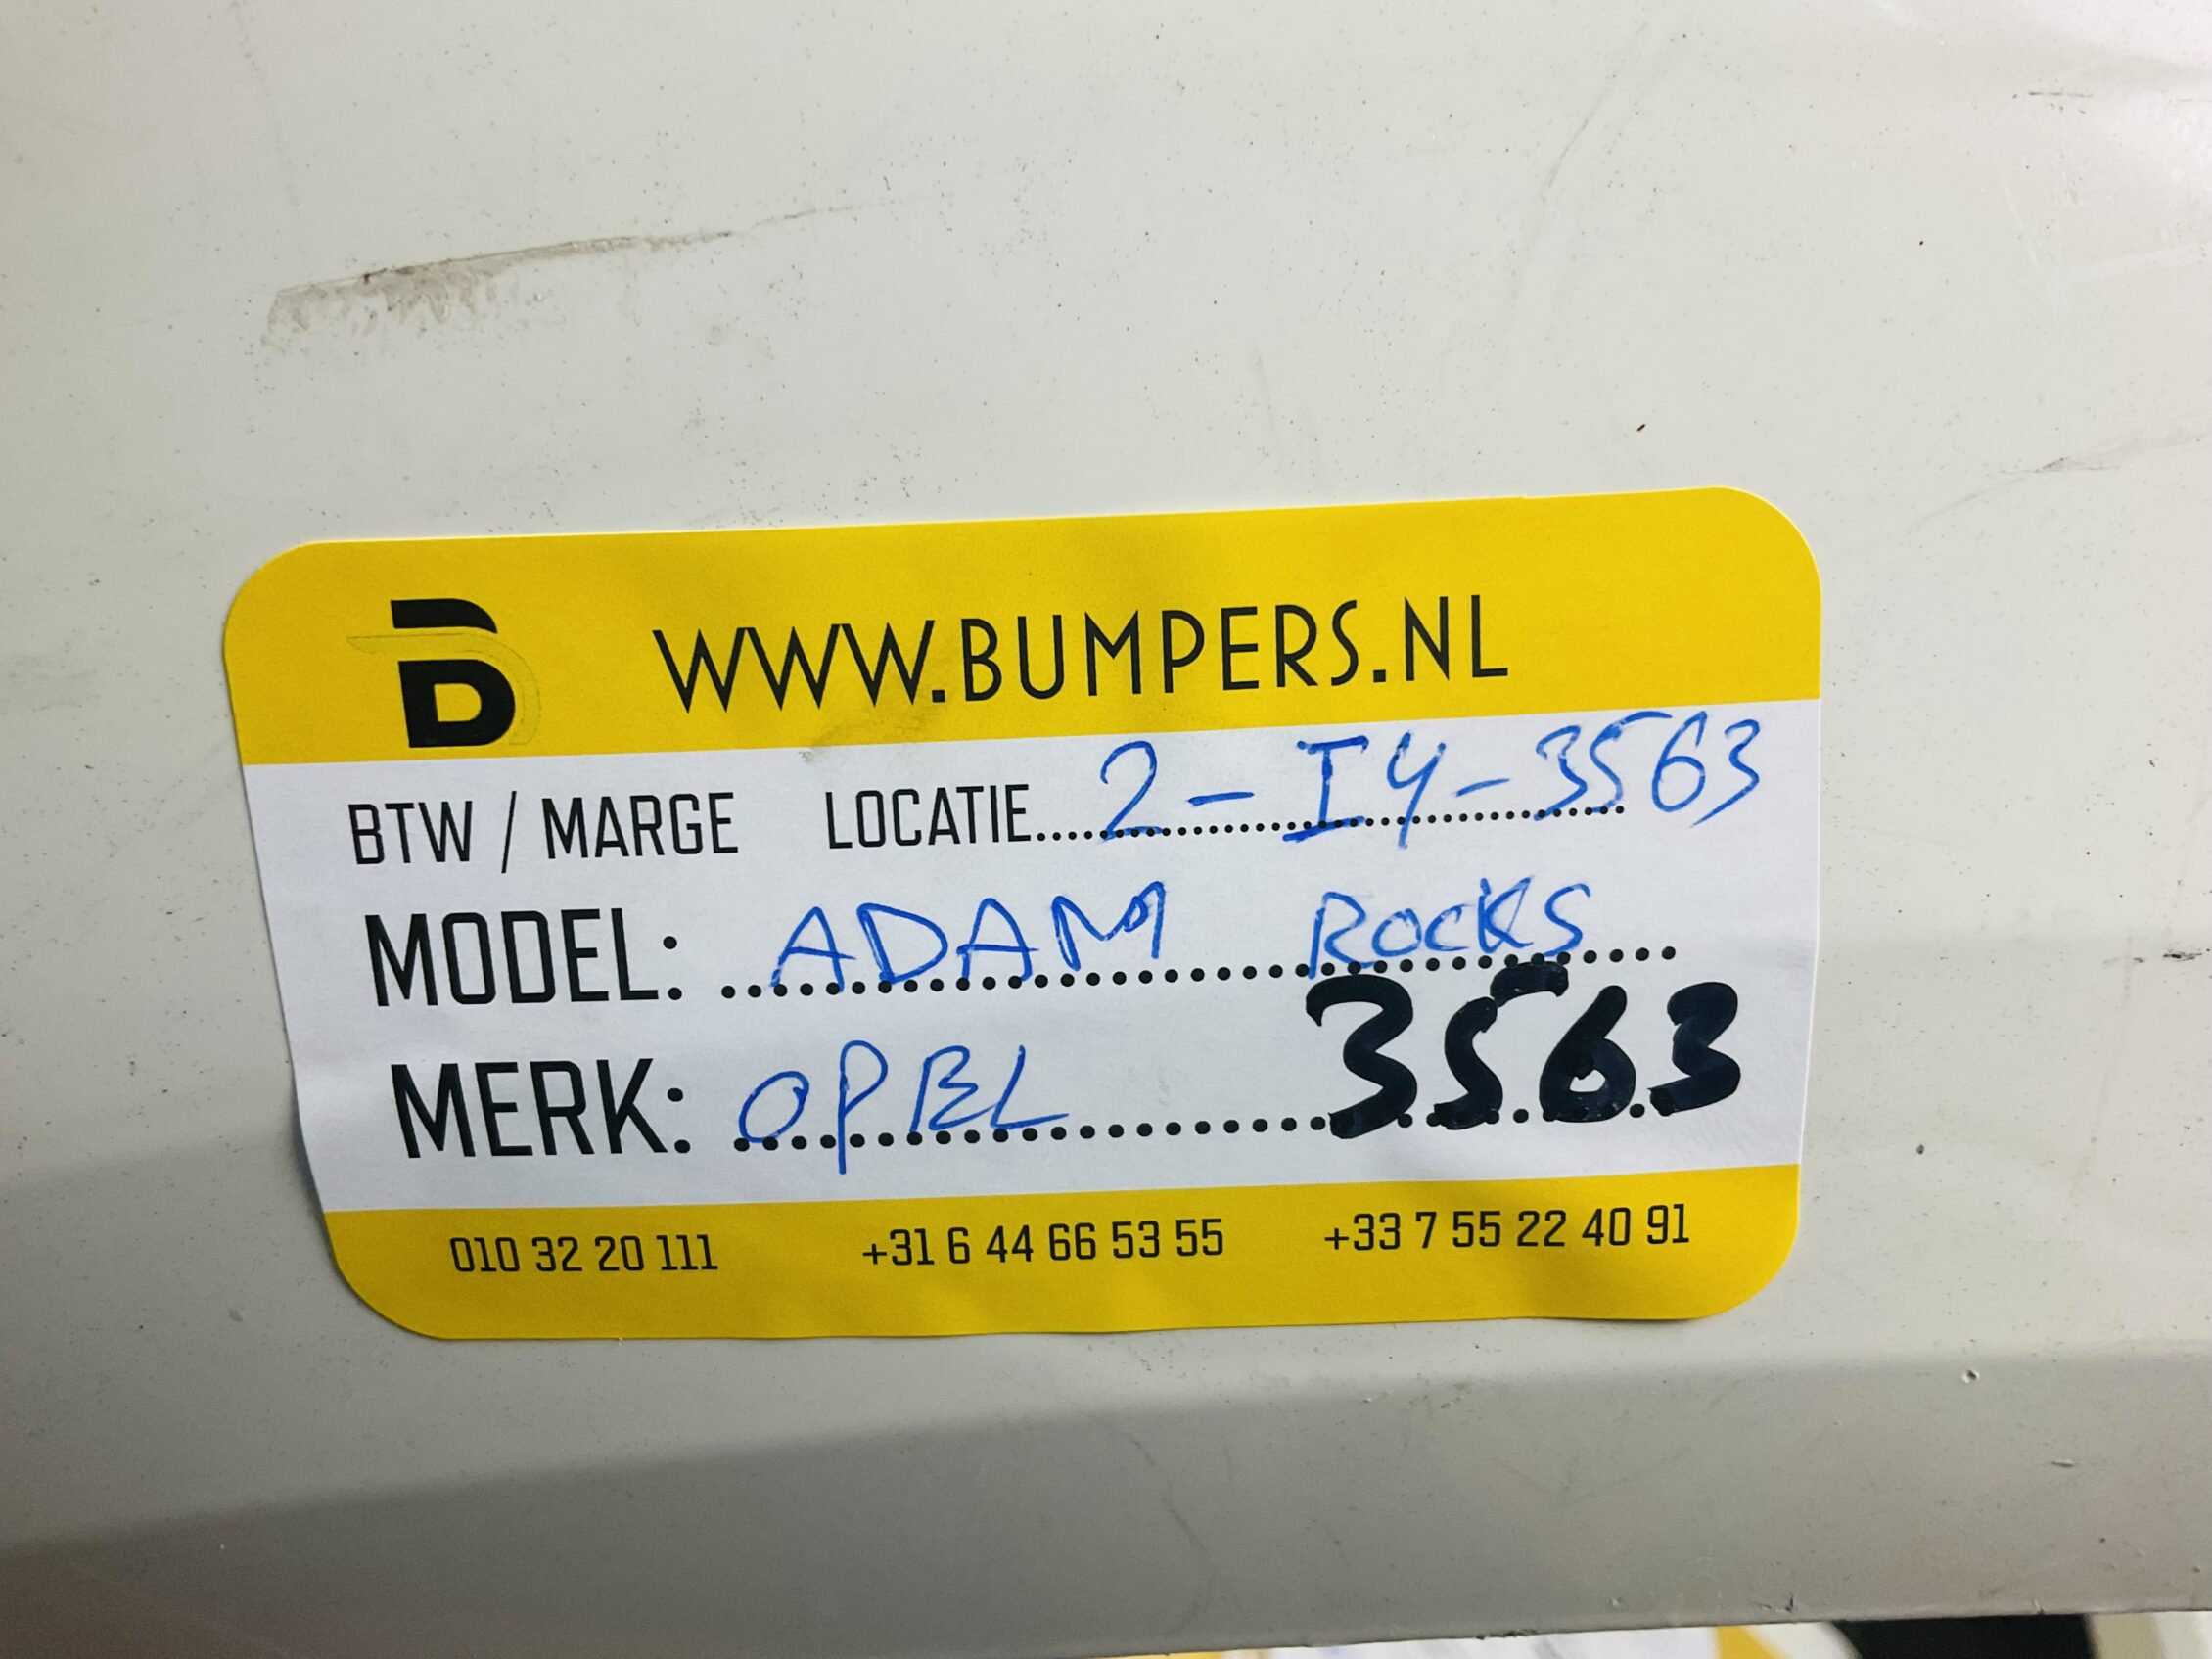 WWW.BUMPERS.NL
BTW / MARGE LOCATIE 2-I4-3563
MODEL: ADAM ROCKS
MERK: OPEL 3563
010 32 20 111 +31 6 44 66 53 55 +33 7 55 22 40 91